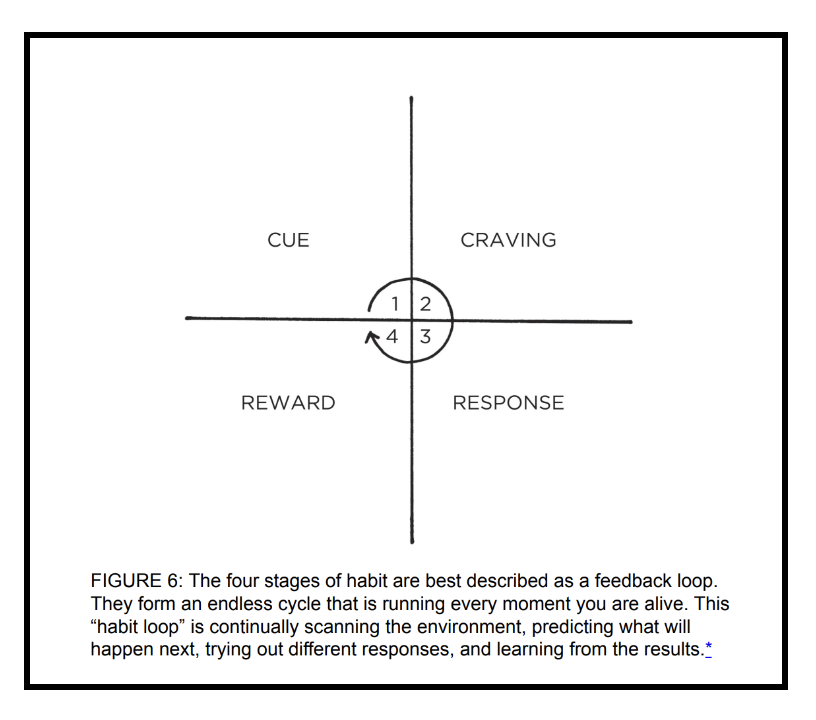 CUE CRAVING
1 2
4 3
REWARD RESPONSE
FIGURE 6: The four stages of habit are best described as a feedback loop.
They form an endless cycle that is running every moment you are alive. This
“habit loop” is continually scanning the environment, predicting what will
happen next, trying out different responses, and learning from the results.*